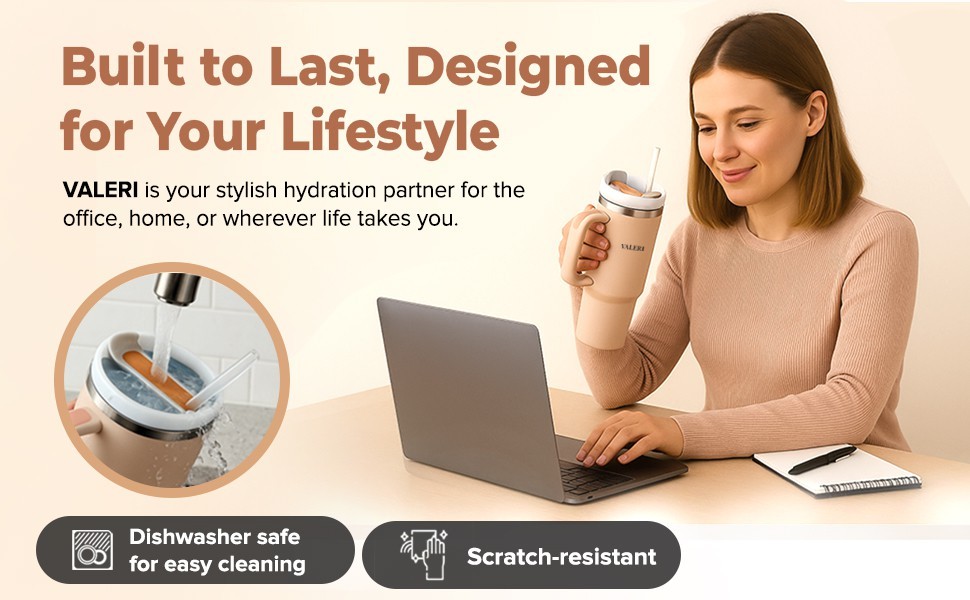 Built to Last, Designed
for Your Lifestyle
VALERI is your stylish hydration partner for the
office, home, or wherever life takes you.
VALERI
Dishwasher safe
for easy cleaning
Scratch-resistant